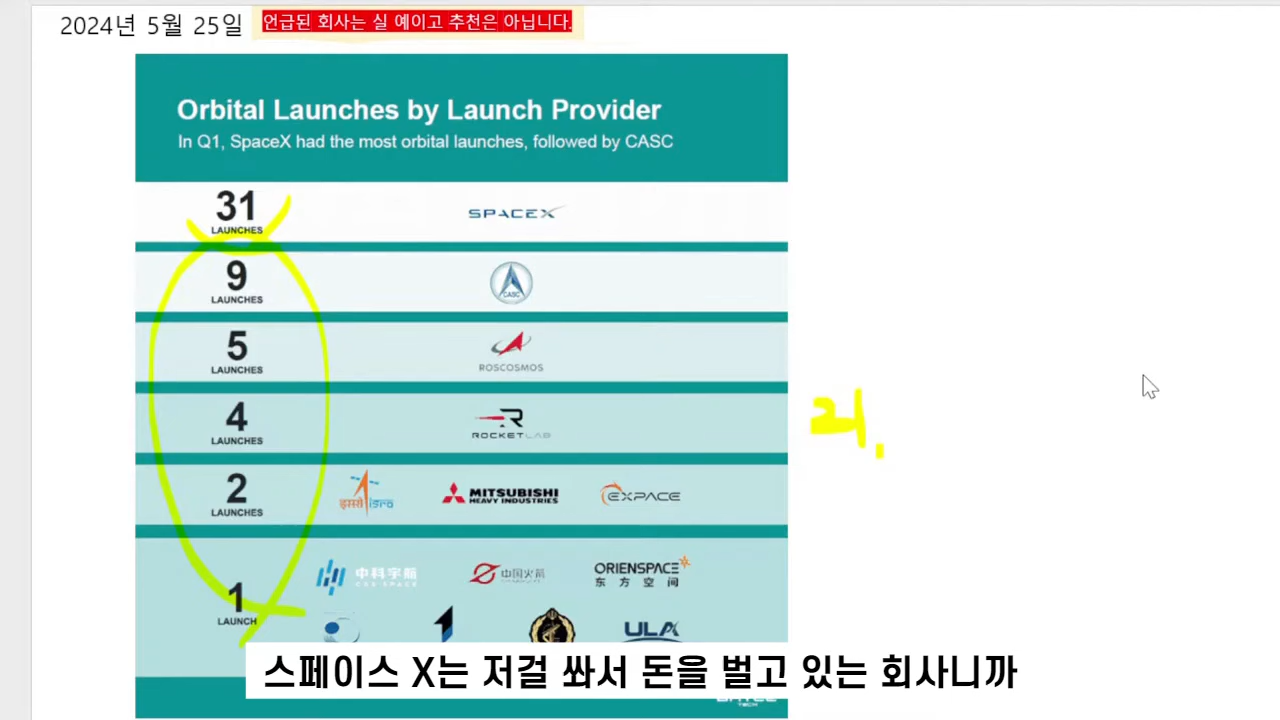 2024년 5월 25일
언급된 회사는 실 예이고 추천은 아닙니다.
Orbital Launches by Launch Provider
In Q1, SpaceX had the most orbital launches, followed by CASC
31
LAUNCHES
SPACEX
9
LAUNCHES
CASC
5
LAUNCHES
ROSCOSMOS
4
LAUNCHES
ROCKETLAB
2
LAUNCHES
इसरो isro
MITSUBISHI
HEAVY INDUSTRIES
EXPACE
1
LAUNCH
中科宇航
CAS SPACE
中国火箭
ORIENSPACE
东方空间
ULA
스페이스 X는 저걸 쏴서 돈을 벌고 있는 회사니까